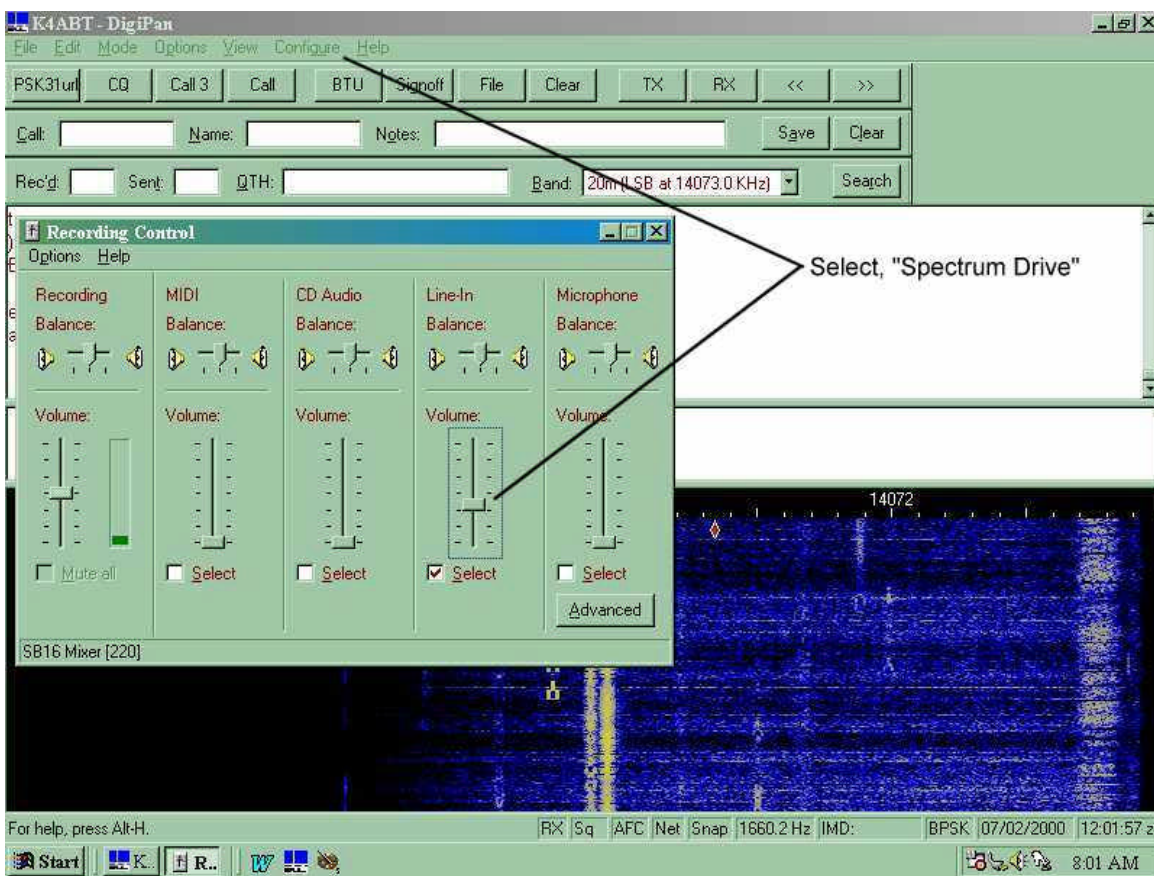 K4ABT - DigiPan
File Edit Mode Options View Configure Help
PSK31url CQ Call 3 Call BTU Signoff File Clear TX RX << >>
Call: Name: Notes: Save Clear
Rec'd: Sent: QTH: Band: 20m (LSB at 14073.0 KHz) Search
Recording Control
Options Help
Select, "Spectrum Drive"
Recording MIDI CD Audio Line-In Microphone
Balance: Balance: Balance: Balance: Balance:
Volume: Volume: Volume: Volume: Volume:
14072
Mute all Select Select Select Select
Advanced
SB16 Mixer [220]
For help, press Alt-H. RX Sq AFC Net Snap 1660.2 Hz IMD: BPSK 07/02/2000 12:01:57 z
Start K.. R.. W 8:01 AM